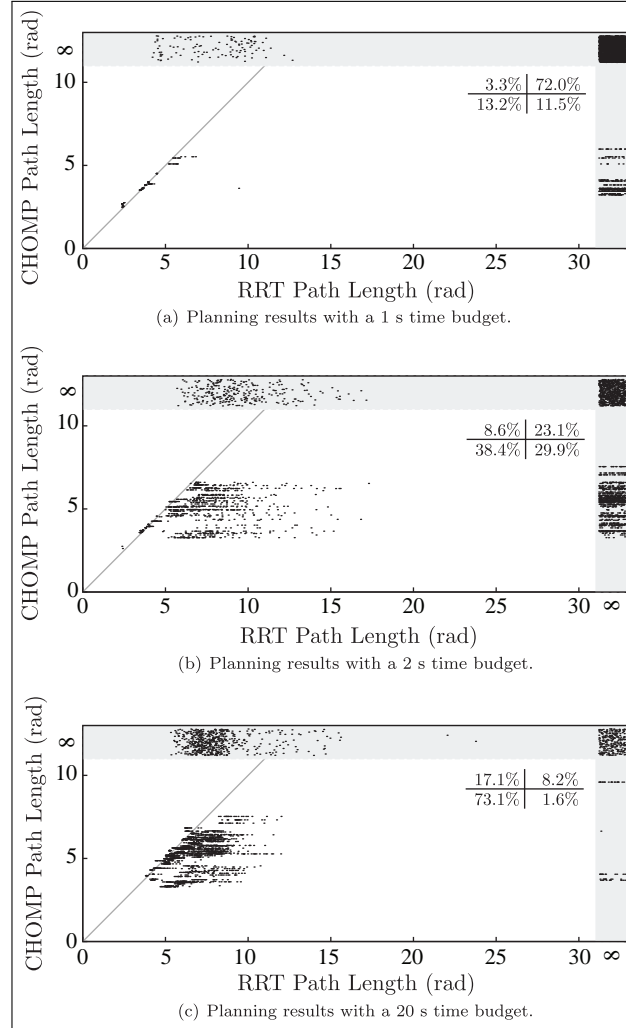 CHOMP Path Length (rad)
∞
10
5
0
3.3% 72.0%
13.2% 11.5%
0 5 10 15 20 25 30
RRT Path Length (rad)
(a) Planning results with a 1 s time budget.
CHOMP Path Length (rad)
∞
10
5
0
8.6% 23.1%
38.4% 29.9%
0 5 10 15 20 25 30 ∞
RRT Path Length (rad)
(b) Planning results with a 2 s time budget.
CHOMP Path Length (rad)
∞
10
5
0
17.1% 8.2%
73.1% 1.6%
0 5 10 15 20 25 30 ∞
RRT Path Length (rad)
(c) Planning results with a 20 s time budget.